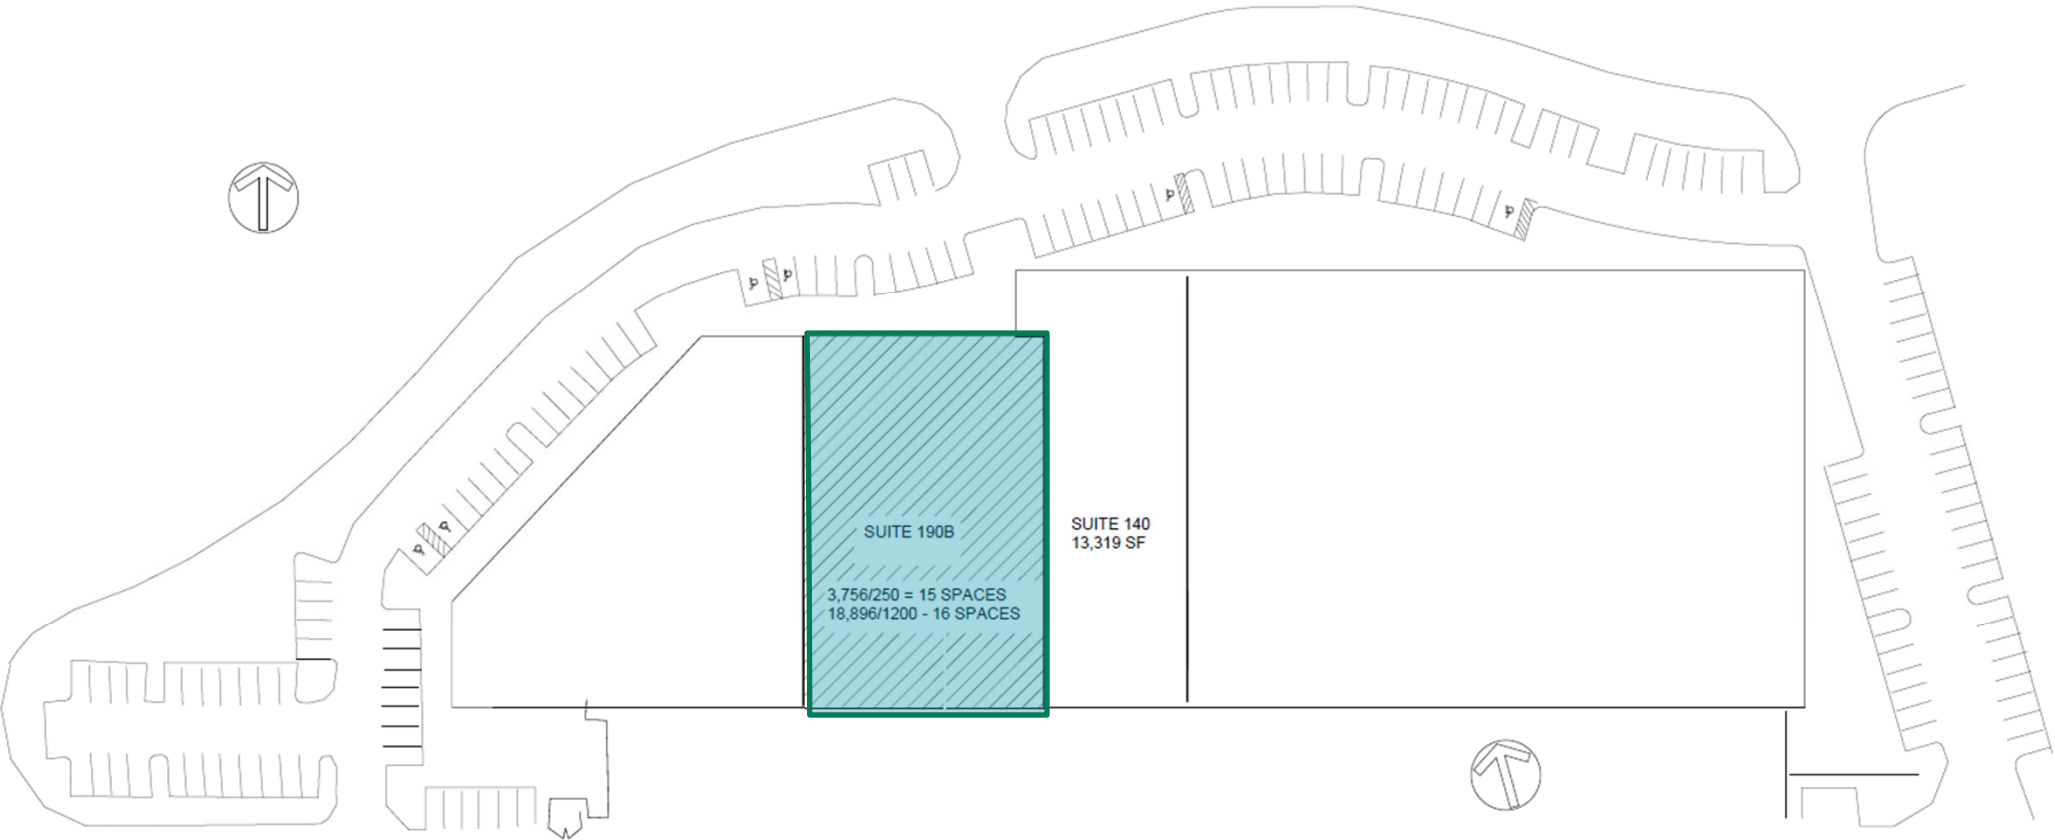 SUITE 190B
3,756/250 = 15 SPACES
18,896/1200 - 16 SPACES
SUITE 140
13,319 SF